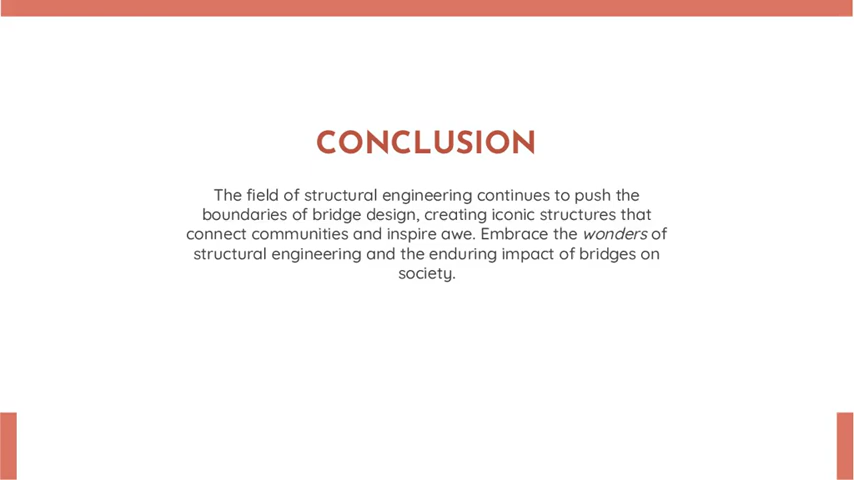 CONCLUSION
The field of structural engineering continues to push the
boundaries of bridge design, creating iconic structures that
connect communities and inspire awe. Embrace the wonders of
structural engineering and the enduring impact of bridges on
society.